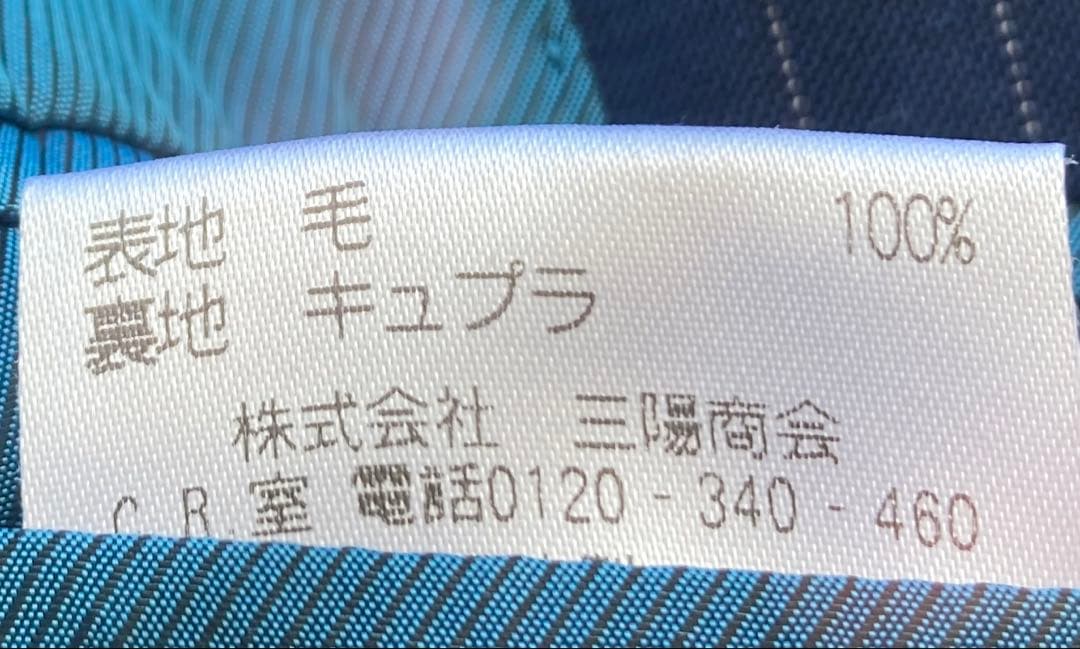 表地 毛 100%
裏地 キュプラ
株式会社 三陽商会
C.R.室 電話0120-340-460